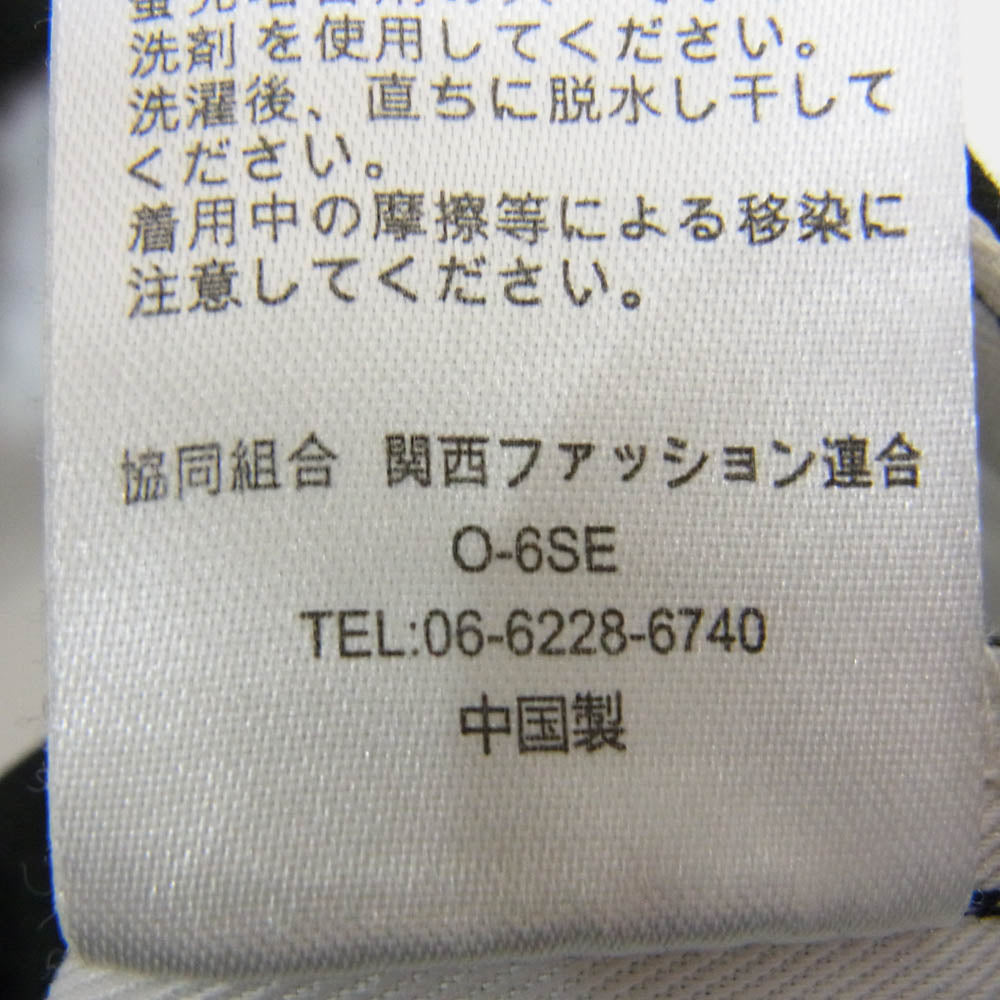 洗剤を使用してください。
洗濯後、直ちに脱水し干して
ください。
着用中の摩擦等による移染に
注意してください。
協同組合 関西ファッション連合
O-6SE
TEL:06-6228-6740
中国製